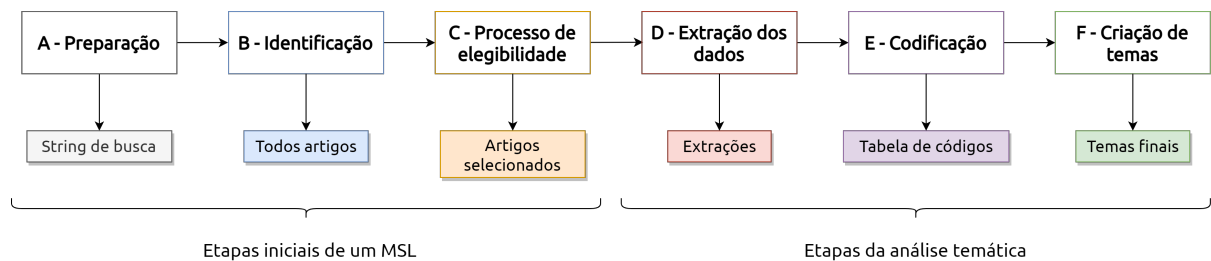 A - Preparação
B - Identificação
C - Processo de
elegibilidade
D - Extração dos
dados
E - Codificação
F - Criação de
temas
String de busca
Todos artigos
Artigos
selecionados
Extrações
Tabela de códigos
Temas finais
Etapas iniciais de um MSL
Etapas da análise temática